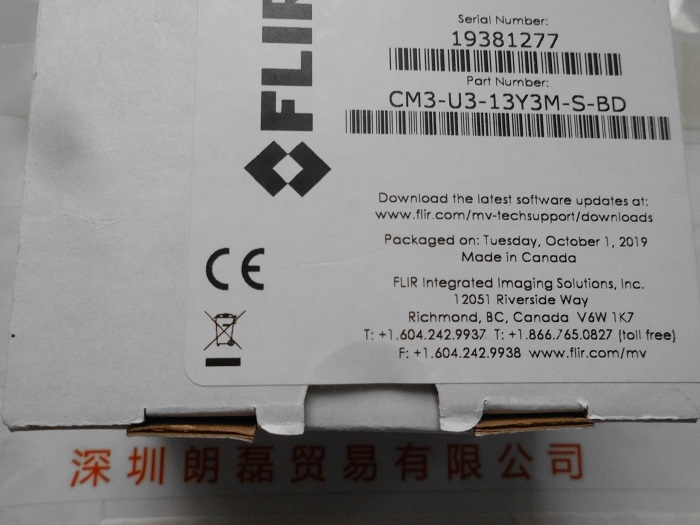 FLIR
Serial Number:
19381277
Part Number:
CM3-U3-13Y3M-S-BD
Download the latest software updates at:
www.flir.com/mv-techsupport/downloads
Packaged on: Tuesday, October 1, 2019
Made in Canada
CE
FLIR Integrated Imaging Solutions, Inc.
12051 Riverside Way
Richmond, BC, Canada V6W 1K7
T: +1.604.242.9937 T: +1.866.765.0827 (toll free)
F: +1.604.242.9938 www.flir.com/mv
深圳朗磊贸易有限公司